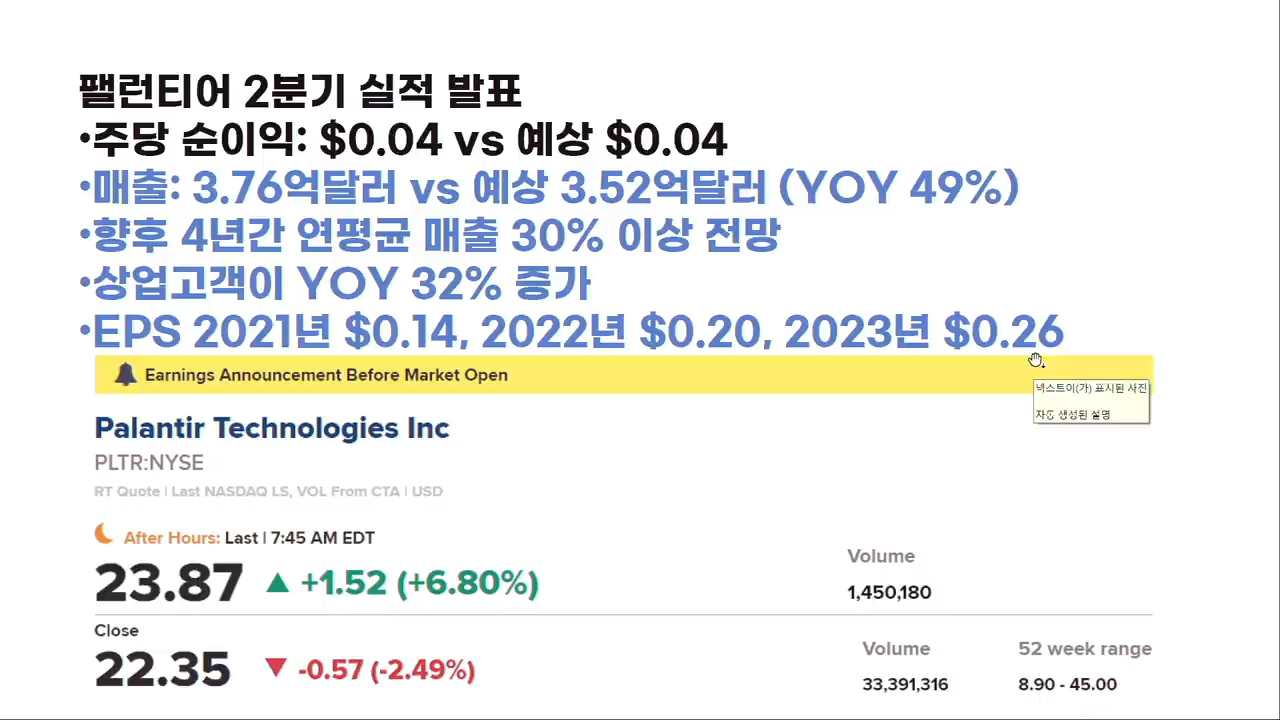 팰런티어 2분기 실적 발표
•주당 순이익: $0.04 vs 예상 $0.04
•매출: 3.76억달러 vs 예상 3.52억달러 (YOY 49%)
•향후 4년간 연평균 매출 30% 이상 전망
•상업고객이 YOY 32% 증가
•EPS 2021년 $0.14, 2022년 $0.20, 2023년 $0.26
Earnings Announcement Before Market Open
넉스트이(가) 표시된 사진
자동 생성된 설명
Palantir Technologies Inc
PLTR:NYSE
RT Quote | Last NASDAQ LS, VOL From CTA | USD
After Hours: Last | 7:45 AM EDT
23.87 ▲ +1.52 (+6.80%)
Volume
1,450,180
Close
22.35 ▼ -0.57 (-2.49%)
Volume 52 week range
33,391,316 8.90 - 45.00